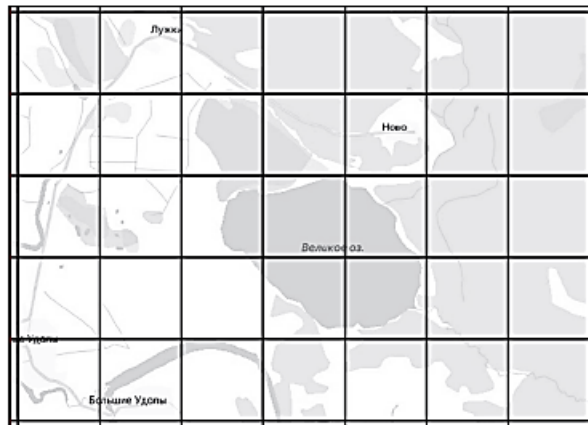 Лужки
Ново
Великое оз.
е Удолы
Большие Удолы